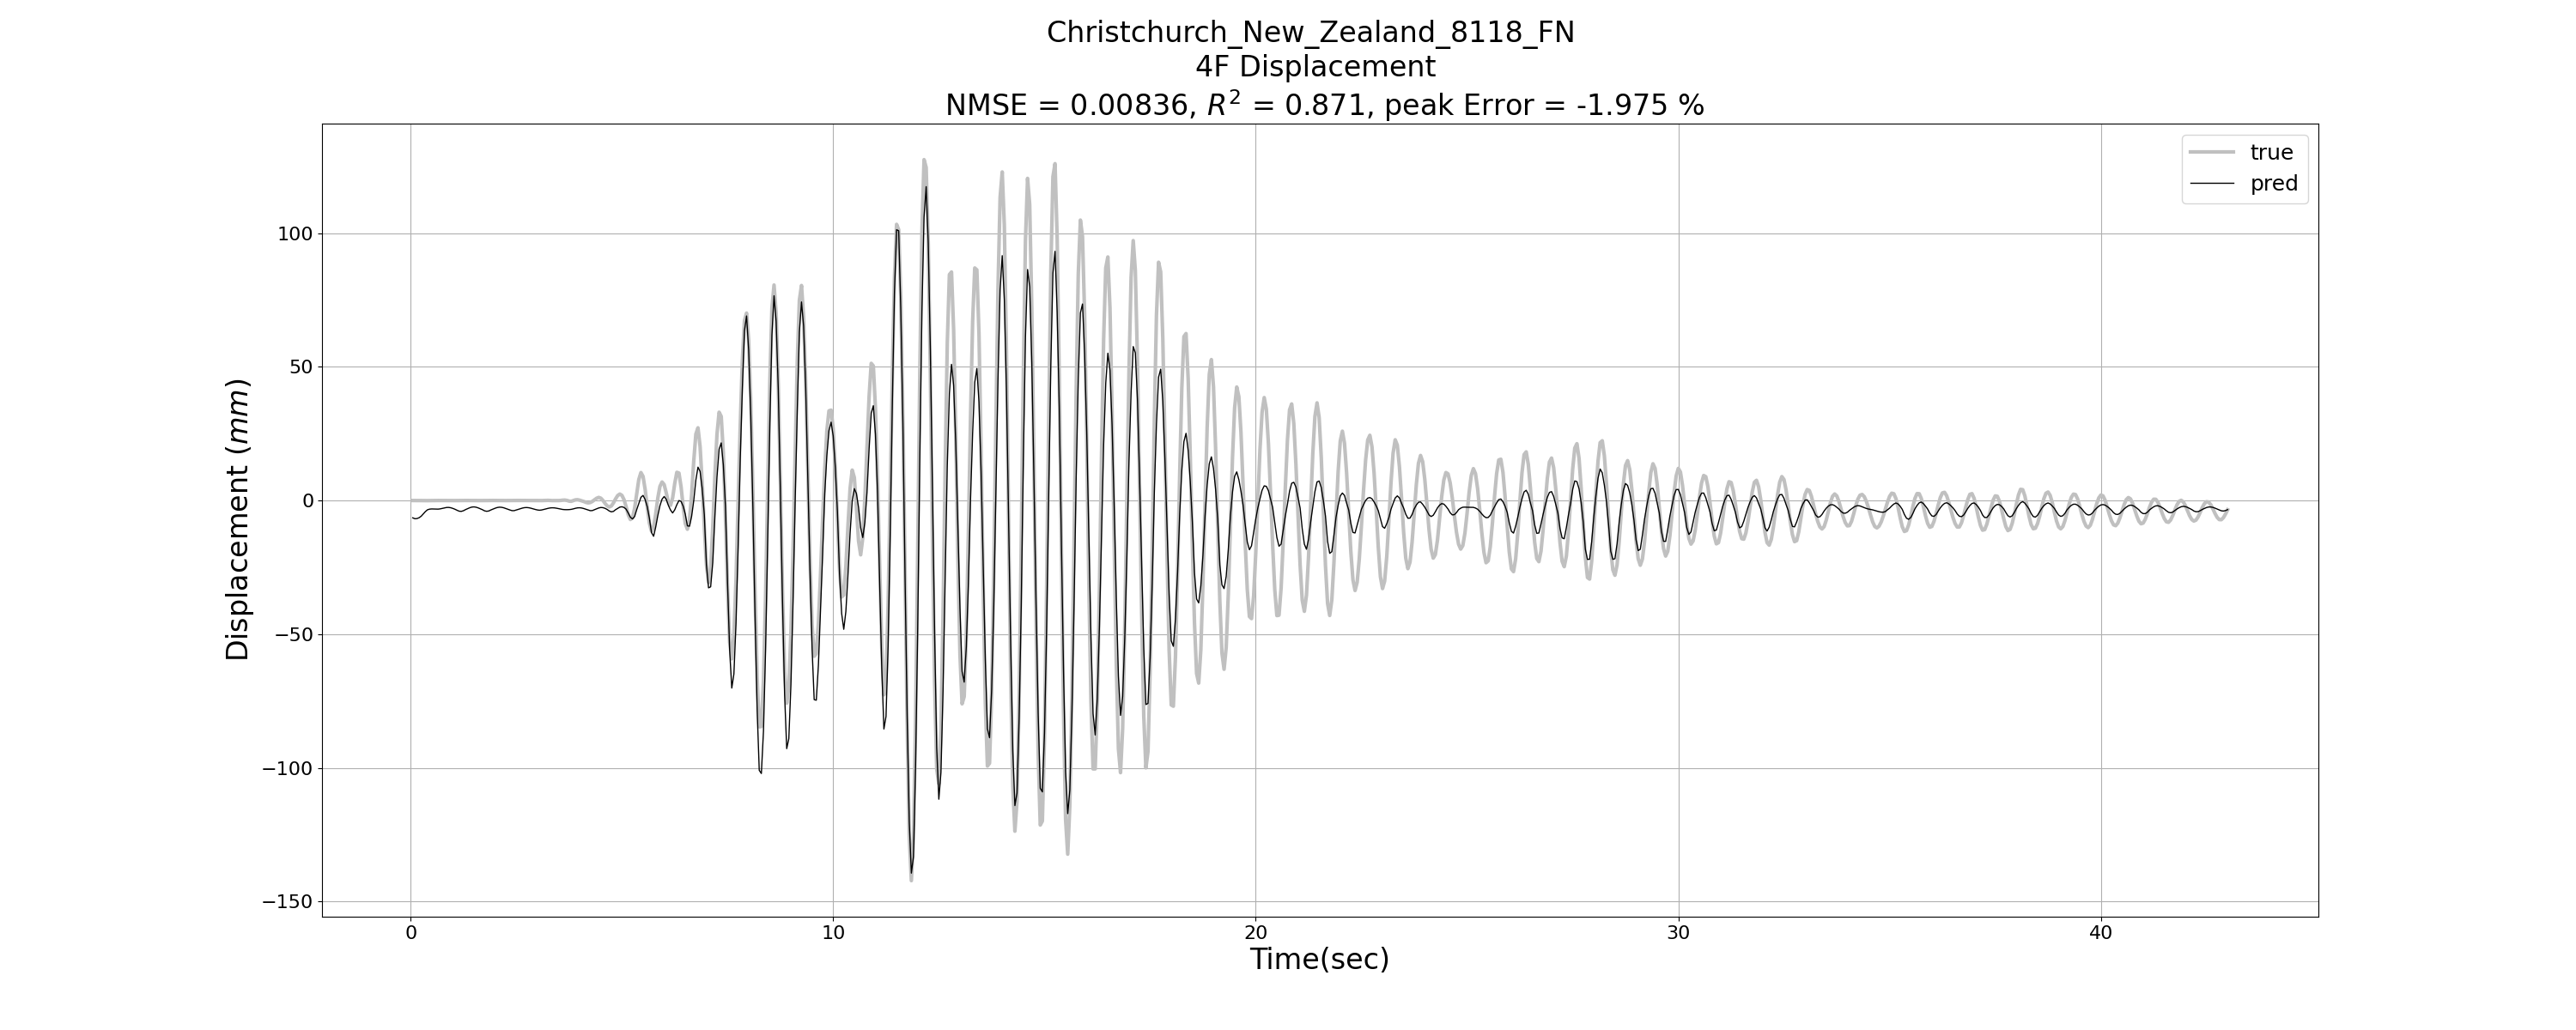 Christchurch_New_Zealand_8118_FN
4F Displacement
NMSE = 0.00836, $R^2$ = 0.871, peak Error = -1.975 %
true
pred
100
50
0
−50
−100
−150
Displacement (mm)
0
10
20
30
40
Time(sec)